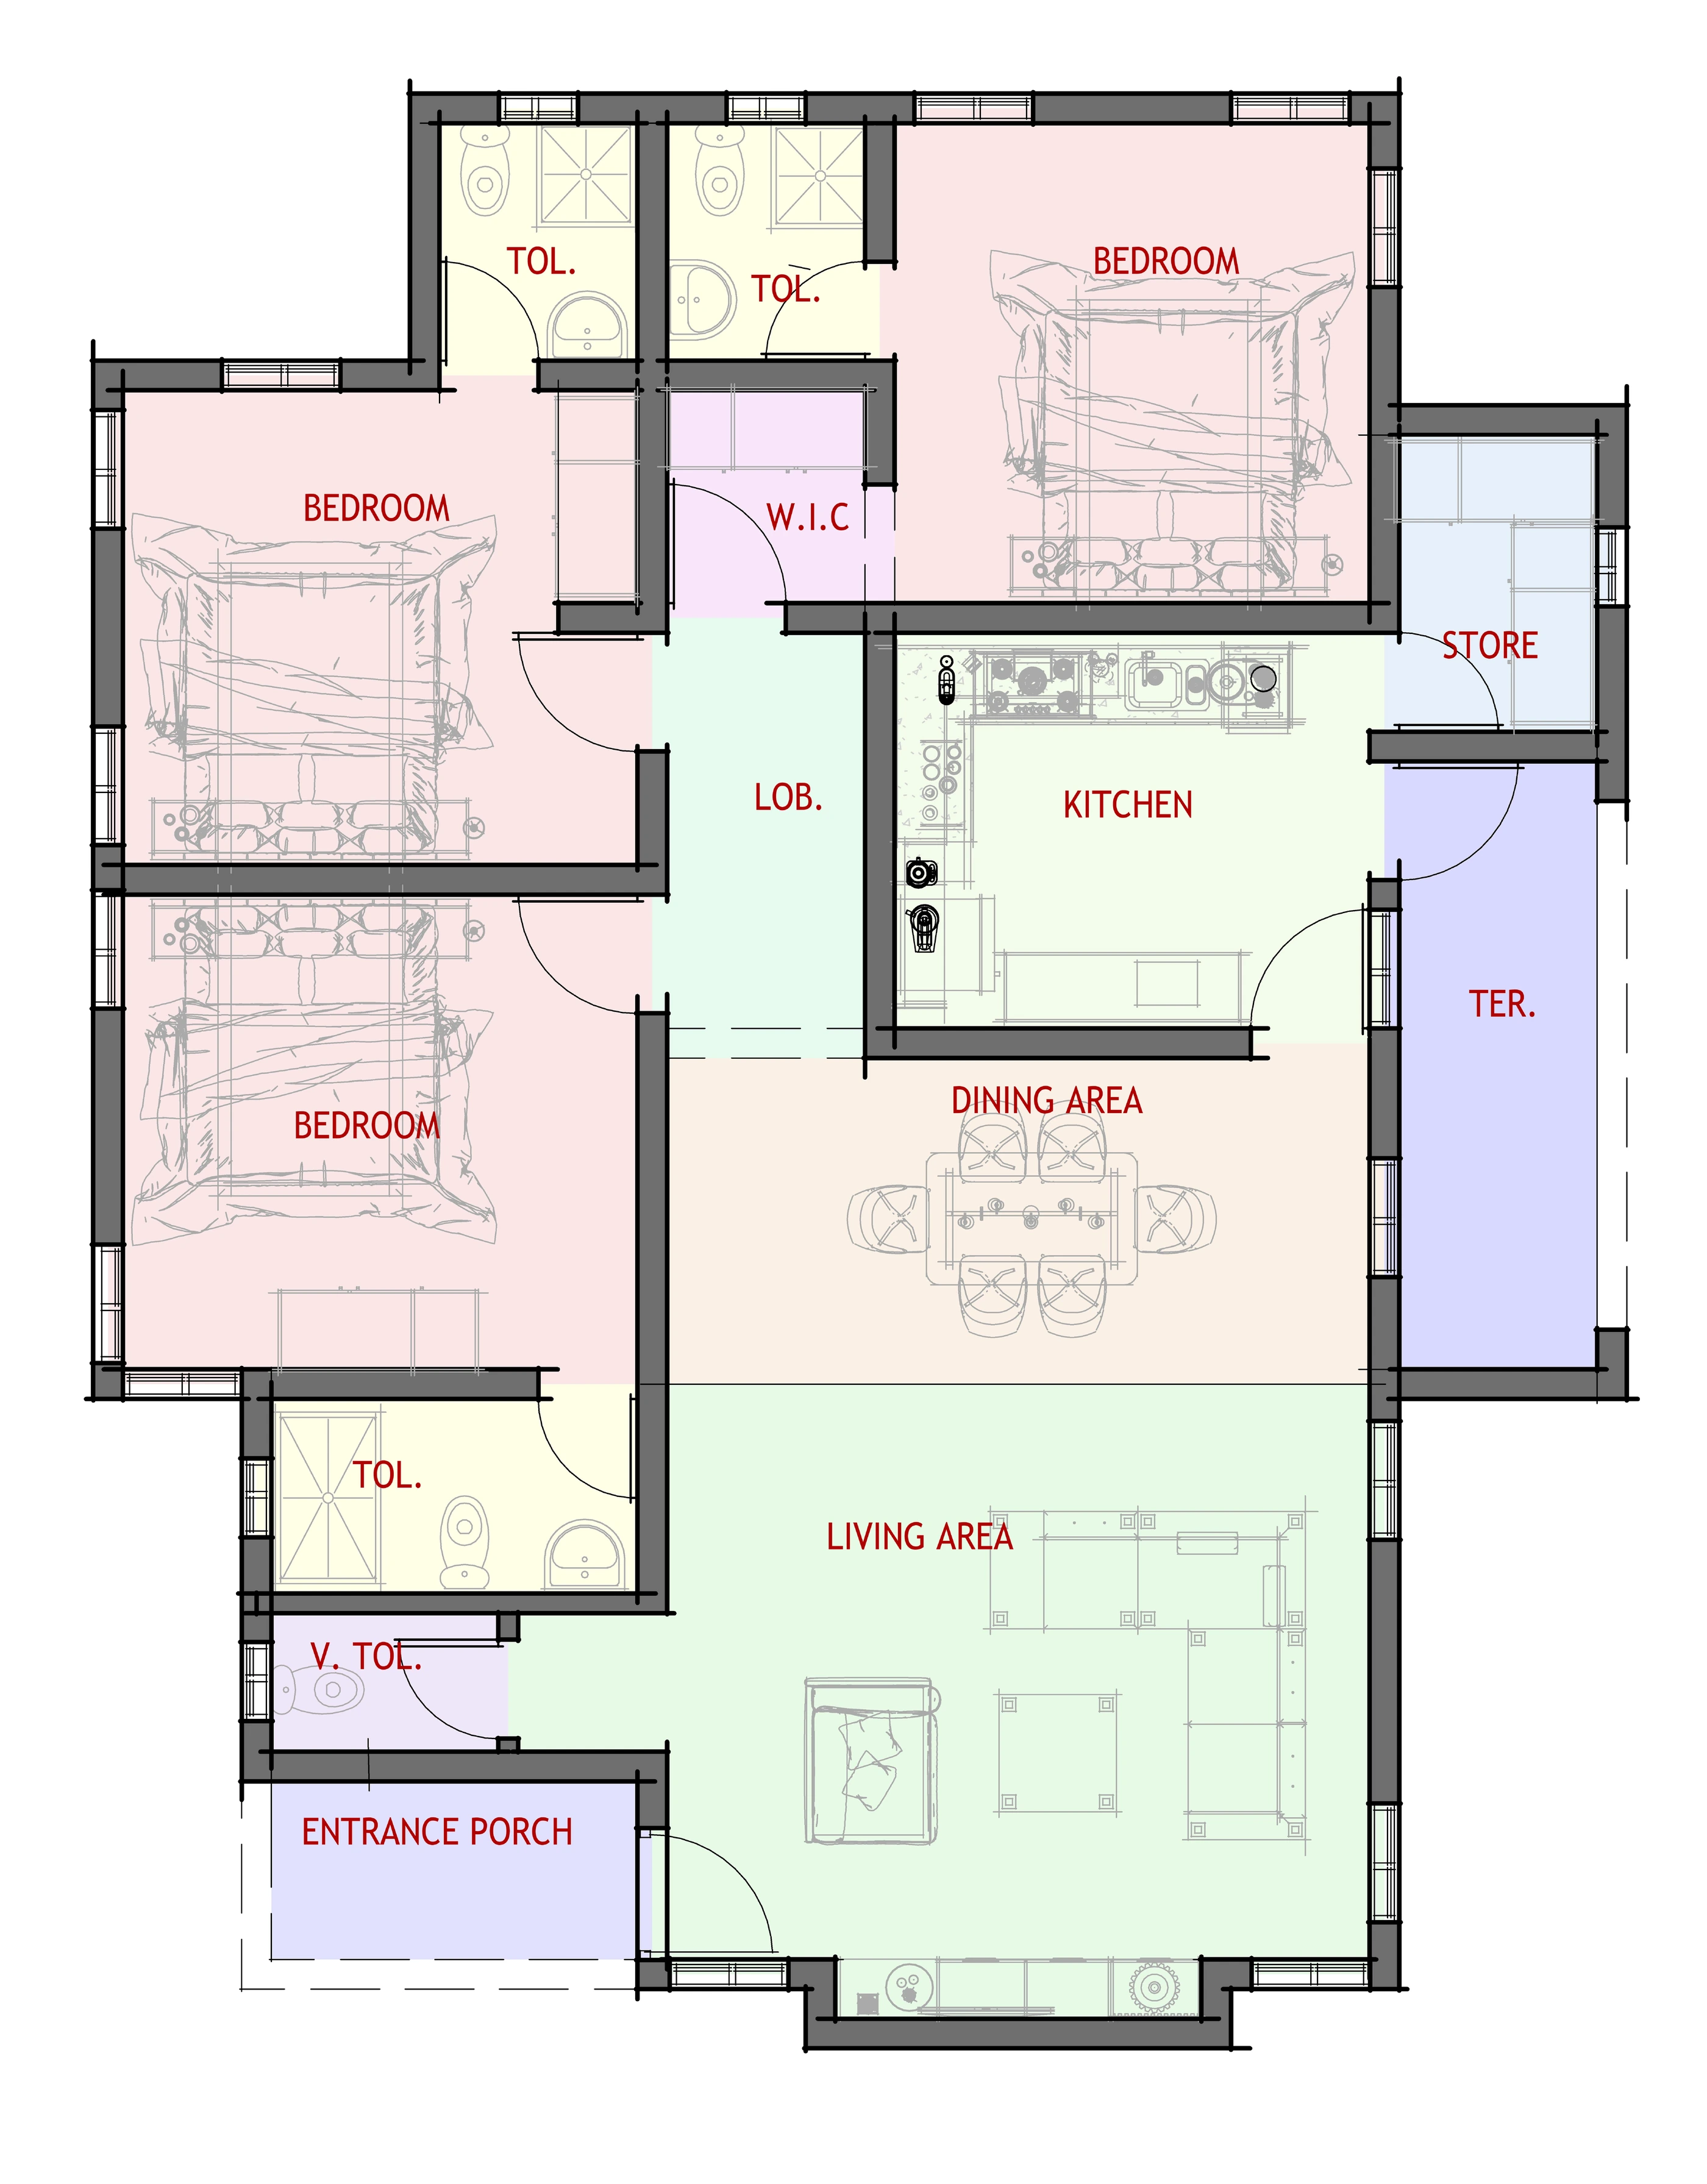 TOL.
TOL.
BEDROOM
BEDROOM
W.I.C
STORE
LOB.
KITCHEN
TER.
DINING AREA
BEDROOM
TOL.
LIVING AREA
V. TOL.
ENTRANCE PORCH